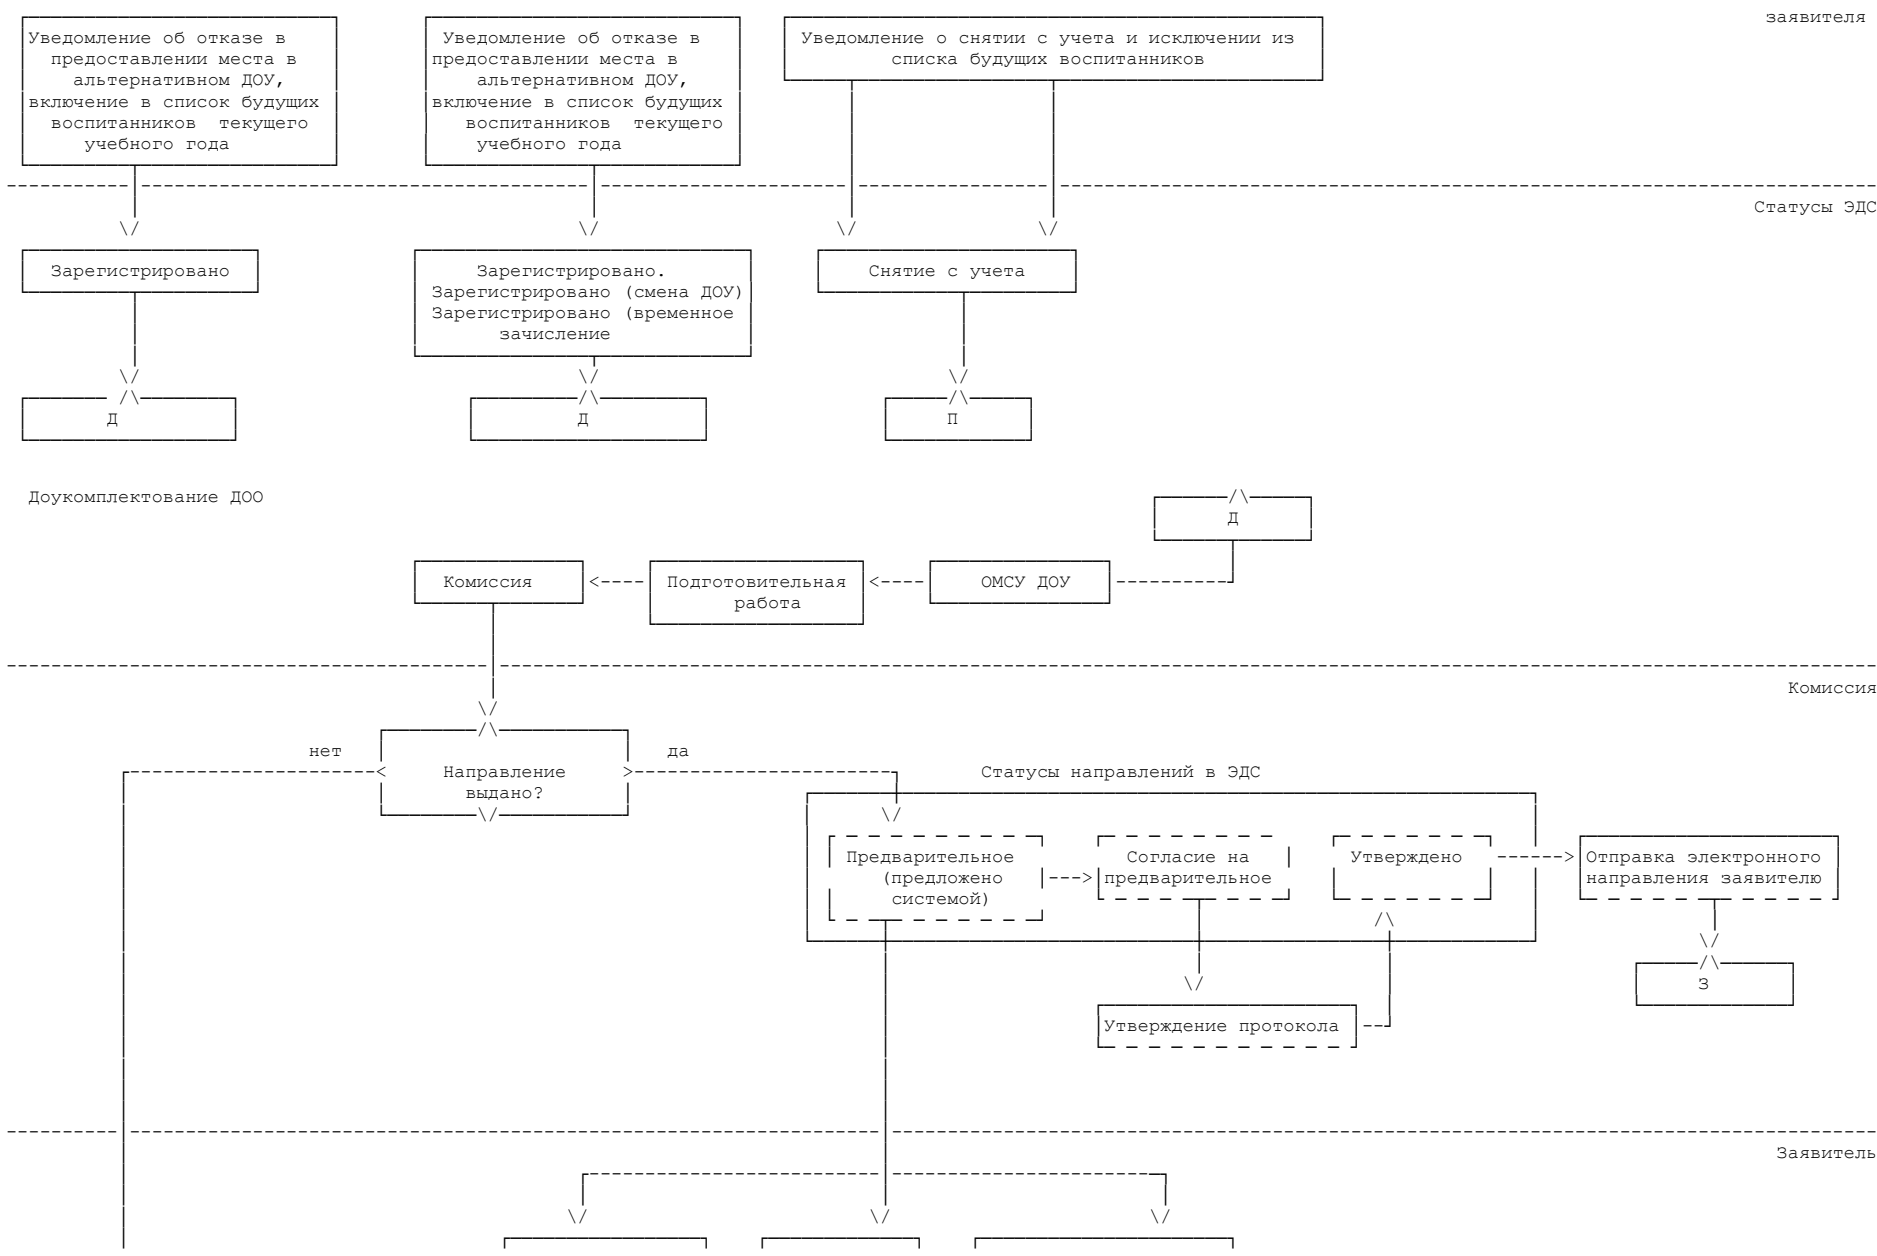 заявителя
Уведомление об отказе в
предоставлении места в
альтернативном ДОУ,
включение в список будущих
воспитанников текущего
учебного года
Уведомление об отказе в
предоставлении места в
альтернативном ДОУ,
включение в список будущих
воспитанников текущего
учебного года
Уведомление о снятии с учета и исключении из
списка будущих воспитанников
Статусы ЭДС
Зарегистрировано
Зарегистрировано.
Зарегистрировано (смена ДОУ)
Зарегистрировано (временное
зачисление
Снятие с учета
Д
Д
П
Доукомплектование ДОО
Д
Комиссия
Подготовительная
работа
ОМСУ ДОУ
Комиссия
нет
Направление
выдано?
да
Статусы направлений в ЭДС
Предварительное
(предложено
системой)
Согласие на
предварительное
Утверждено
Отправка электронного
направления заявителю
З
Утверждение протокола
Заявитель